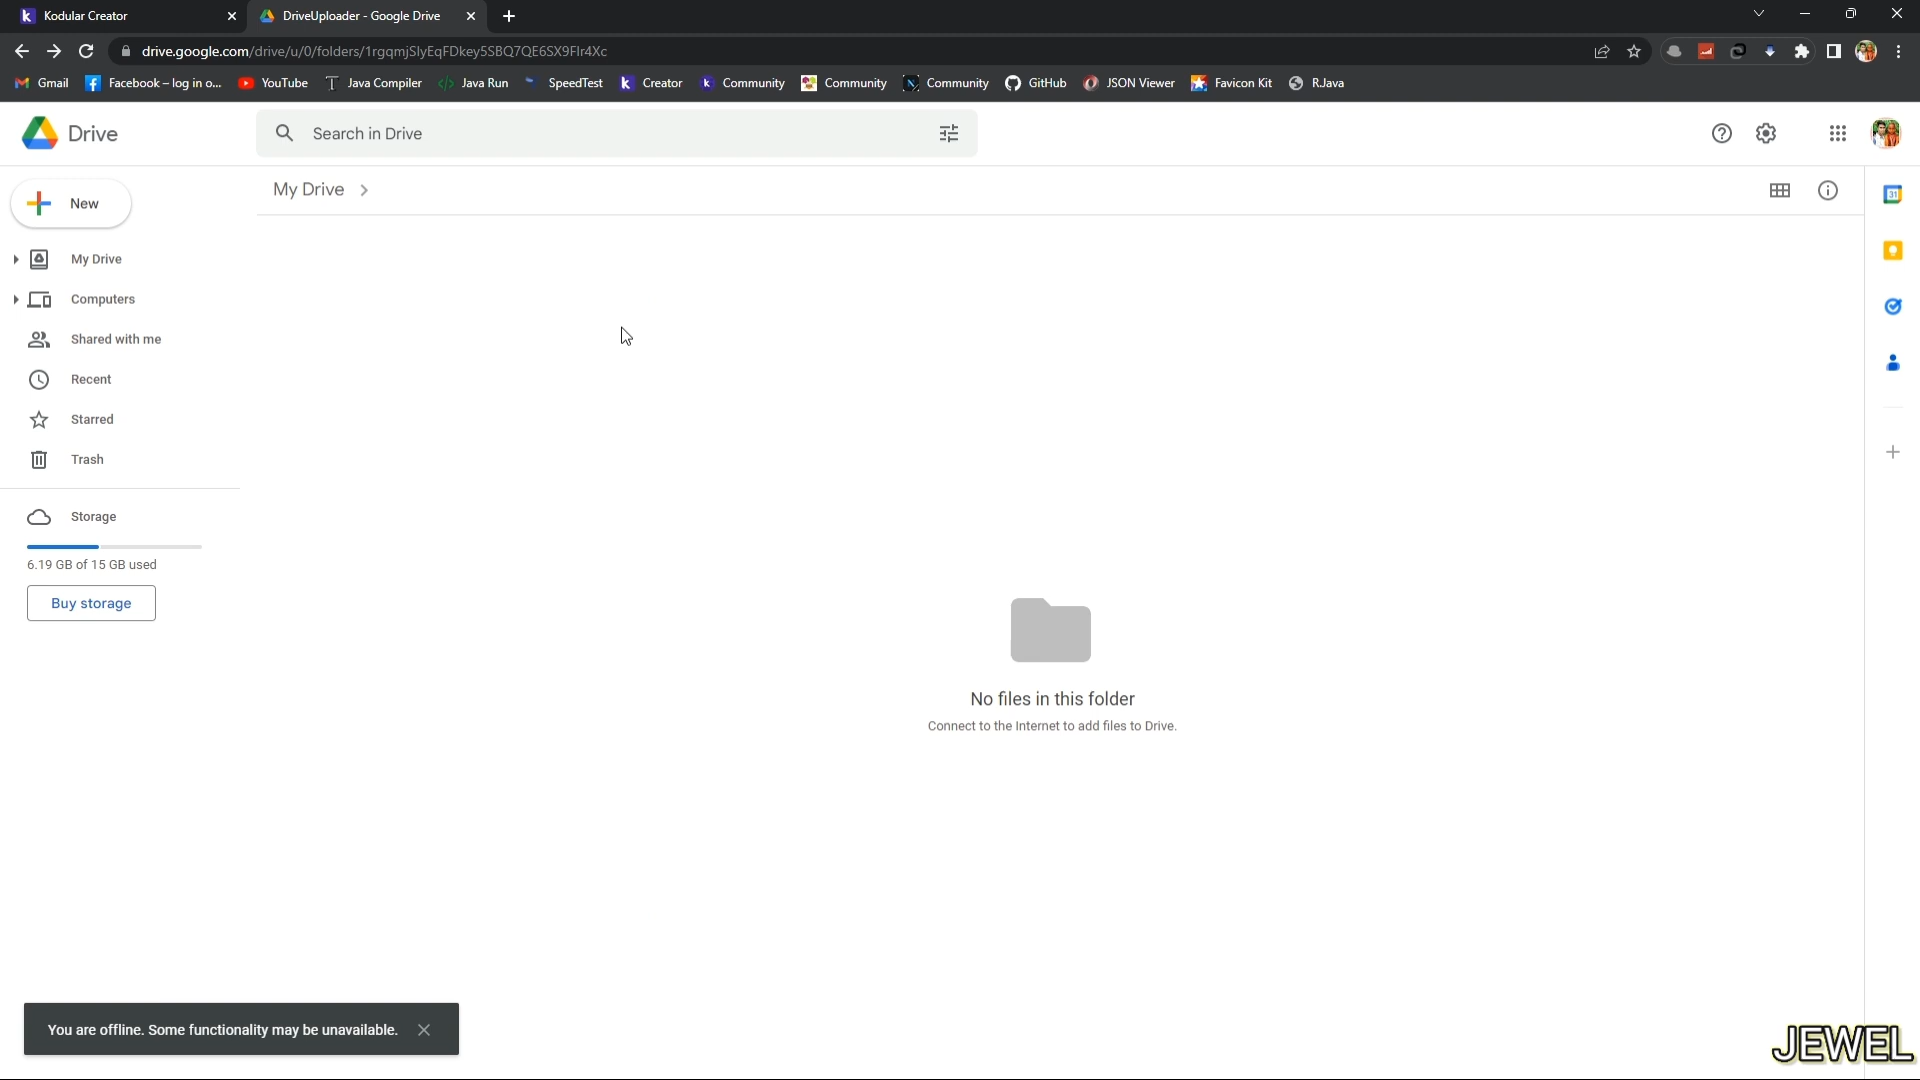 Kodular Creator
DriveUploader - Google Drive
drive.google.com/drive/u/0/folders/1rgqmjSlyEqFDkey5SBQ7QE6SX9Flr4Xc
Gmail
Facebook – log in o...
YouTube
Java Compiler
Java Run
SpeedTest
Creator
Community
Community
Community
GitHub
JSON Viewer
Favicon Kit
RJava
Drive
Search in Drive
New
My Drive
31
My Drive
Computers
Shared with me
Recent
Starred
Trash
Storage
6.19 GB of 15 GB used
Buy storage
No files in this folder
Connect to the Internet to add files to Drive.
You are offline. Some functionality may be unavailable.
JEWEL